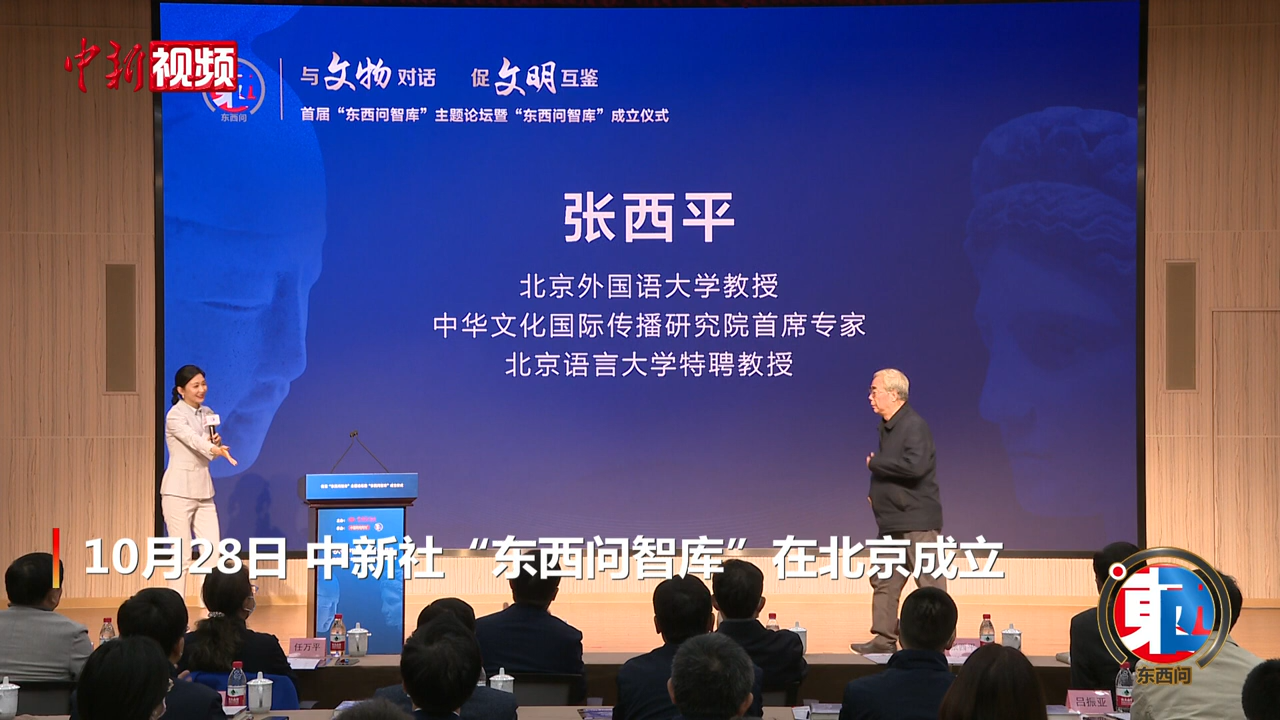 中新视频
东西问
与文物对话 促文明互鉴
首届“东西问智库”主题论坛暨“东西问智库”成立仪式
张西平
北京外国语大学教授
中华文化国际传播研究院首席专家
北京语言大学特聘教授
10月28日 中新社“东西问智库”在北京成立
任万平
吕振亚
東
东西问